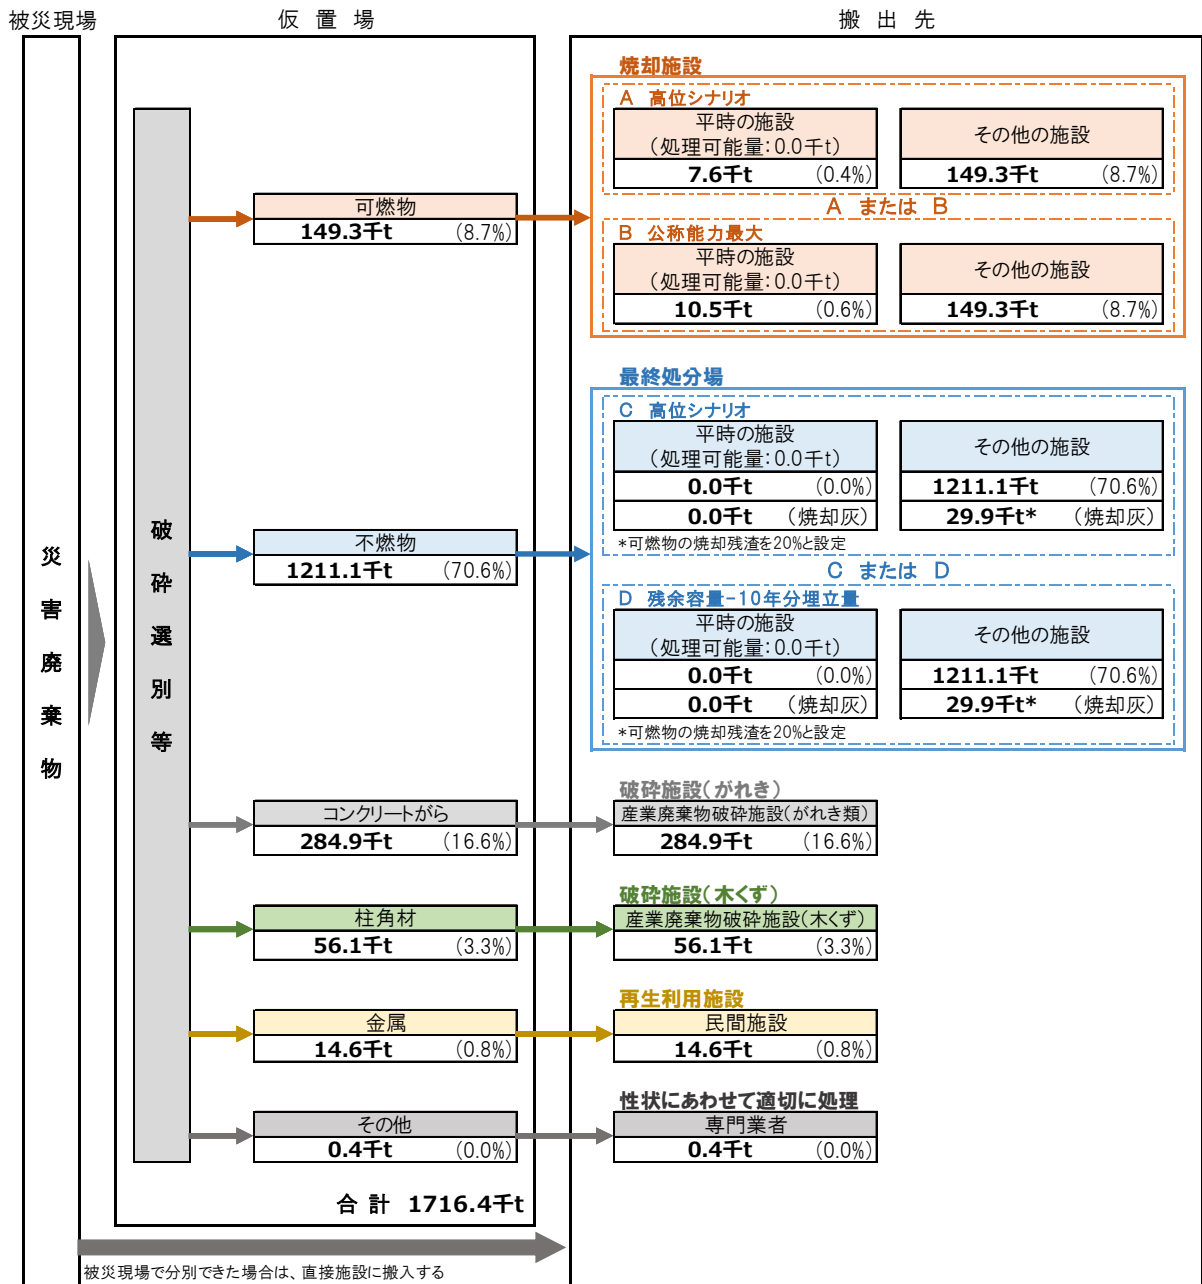 被災現場
仮 置 場
搬 出 先
災害廃棄物
破砕選別等
可燃物
149.3千t (8.7%)
不燃物
1211.1千t (70.6%)
コンクリートがら
284.9千t (16.6%)
柱角材
56.1千t (3.3%)
金属
14.6千t (0.8%)
その他
0.4千t (0.0%)
合 計 1716.4千t
焼却施設
A 高位シナリオ
平時の施設
（処理可能量：0.0千t）
7.6千t (0.4%)
その他の施設
149.3千t (8.7%)
A または B
B 公称能力最大
平時の施設
（処理可能量：0.0千t）
10.5千t (0.6%)
その他の施設
149.3千t (8.7%)
最終処分場
C 高位シナリオ
平時の施設
（処理可能量：0.0千t）
0.0千t (0.0%)
0.0千t （焼却灰）
その他の施設
1211.1千t (70.6%)
29.9千t* （焼却灰）
*可燃物の焼却残渣を20%と設定
C または D
D 残余容量-10年分埋立量
平時の施設
（処理可能量：0.0千t）
0.0千t (0.0%)
0.0千t （焼却灰）
その他の施設
1211.1千t (70.6%)
29.9千t* （焼却灰）
*可燃物の焼却残渣を20%と設定
破砕施設（がれき）
産業廃棄物破砕施設（がれき類）
284.9千t (16.6%)
破砕施設（木くず）
産業廃棄物破砕施設（木くず）
56.1千t (3.3%)
再生利用施設
民間施設
14.6千t (0.8%)
性状にあわせて適切に処理
専門業者
0.4千t (0.0%)
被災現場で分別できた場合は、直接施設に搬入する